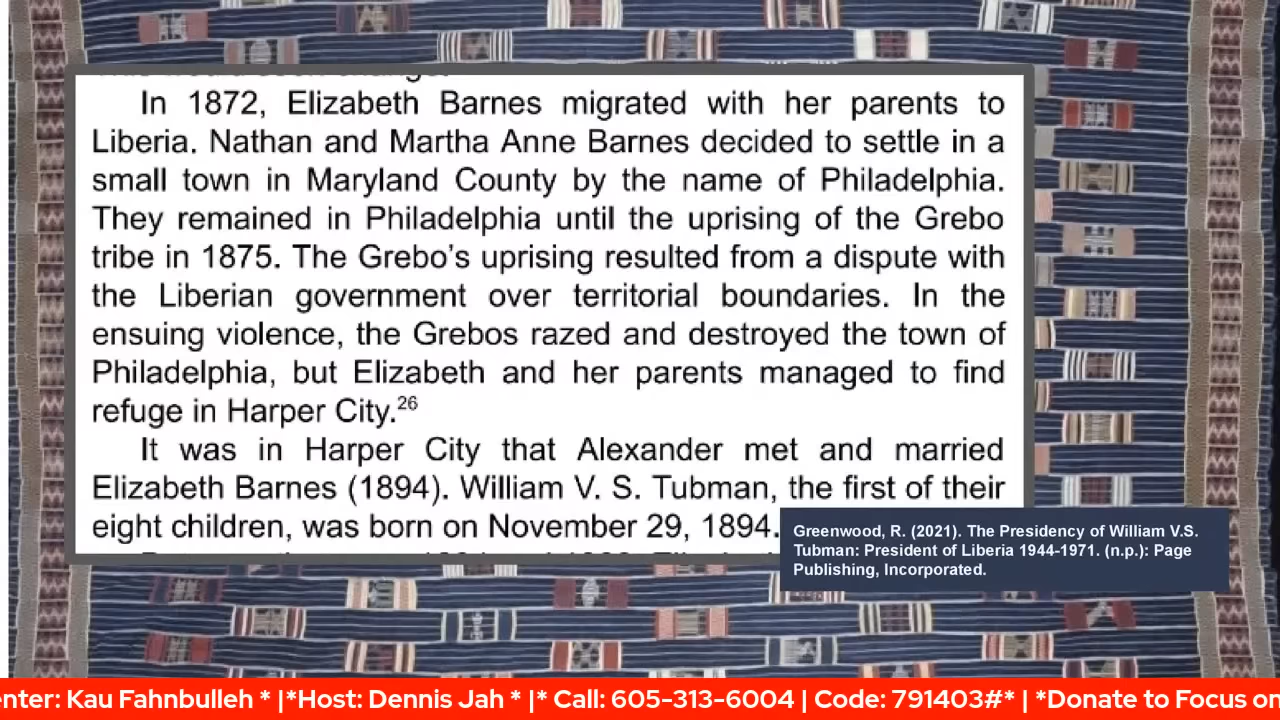 In 1872, Elizabeth Barnes migrated with her parents to
Liberia. Nathan and Martha Anne Barnes decided to settle in a
small town in Maryland County by the name of Philadelphia.
They remained in Philadelphia until the uprising of the Grebo
tribe in 1875. The Grebo’s uprising resulted from a dispute with
the Liberian government over territorial boundaries. In the
ensuing violence, the Grebos razed and destroyed the town of
Philadelphia, but Elizabeth and her parents managed to find
refuge in Harper City.26
It was in Harper City that Alexander met and married
Elizabeth Barnes (1894). William V. S. Tubman, the first of their
eight children, was born on November 29, 1894.
Greenwood, R. (2021). The Presidency of William V.S.
Tubman: President of Liberia 1944-1971. (n.p.): Page
Publishing, Incorporated.
enter: Kau Fahnbulleh * |*Host: Dennis Jah * |* Call: 605-313-6004 | Code: 791403#* | *Donate to Focus on